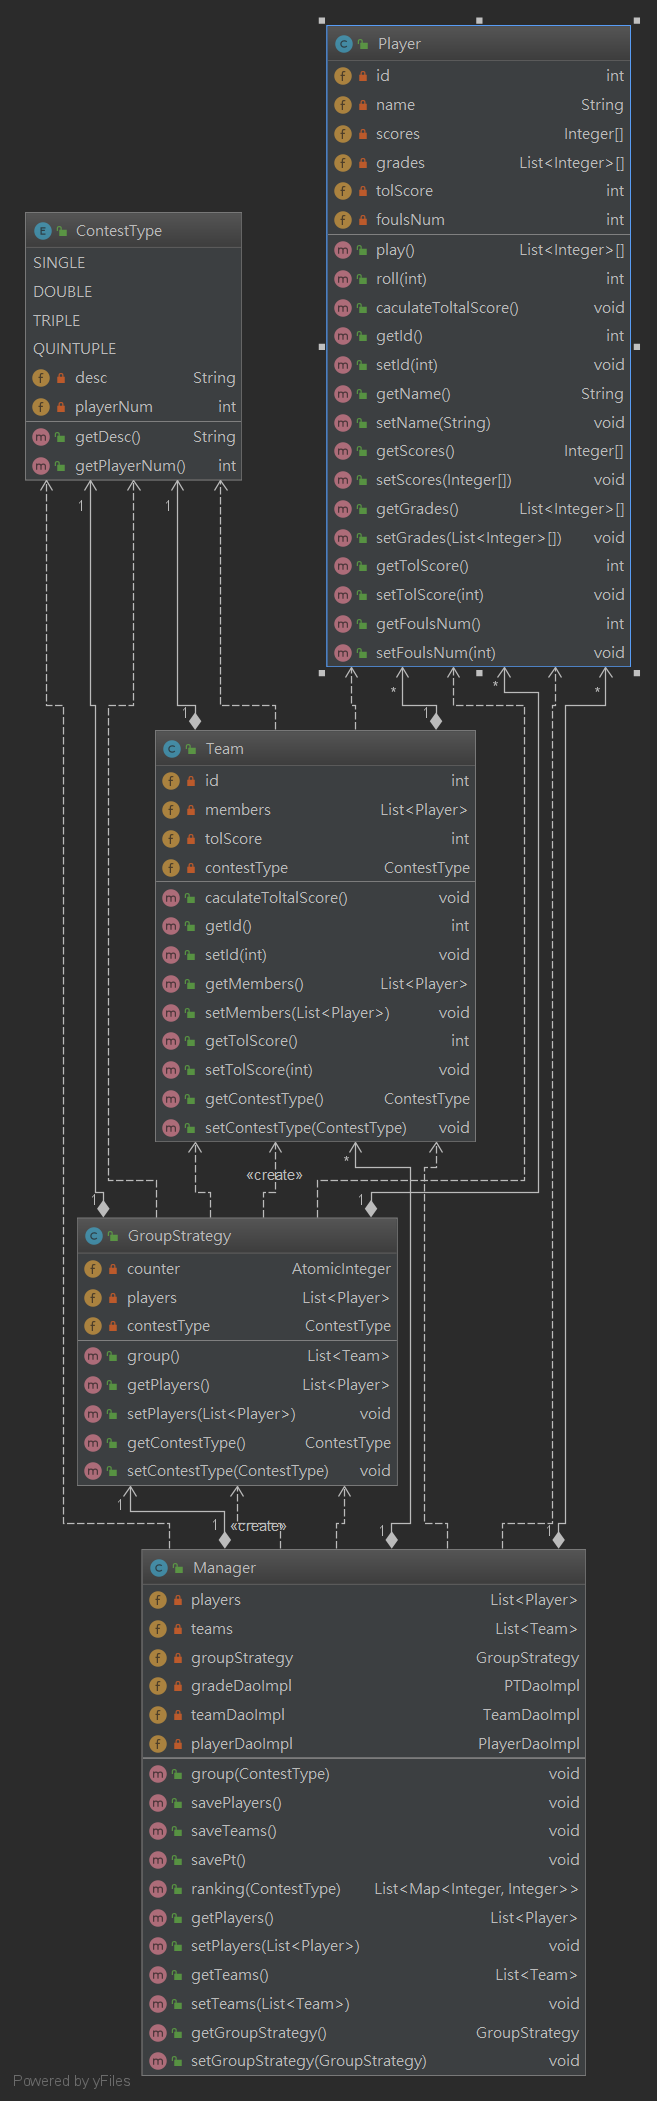 Player
id int
name String
scores Integer[]
grades List<Integer>[]
tolScore int
foulsNum int
play() List<Integer>[]
roll(int) int
caculateToltalScore() void
getId() int
setId(int) void
getName() String
setName(String) void
getScores() Integer[]
setScores(Integer[]) void
getGrades() List<Integer>[]
setGrades(List<Integer>[]) void
getTolScore() int
setTolScore(int) void
getFoulsNum() int
setFoulsNum(int) void
ContestType
SINGLE
DOUBLE
TRIPLE
QUINTUPLE
desc String
playerNum int
getDesc() String
getPlayerNum() int
1 1
* * *
1 1
Team
id int
members List<Player>
tolScore int
contestType ContestType
caculateToltalScore() void
getId() int
setId(int) void
getMembers() List<Player>
setMembers(List<Player>) void
getTolScore() int
setTolScore(int) void
getContestType() ContestType
setContestType(ContestType) void
*
«create»
1 1
GroupStrategy
counter AtomicInteger
players List<Player>
contestType ContestType
group() List<Team>
getPlayers() List<Player>
setPlayers(List<Player>) void
getContestType() ContestType
setContestType(ContestType) void
1
1 «create» 1 1
Manager
players List<Player>
teams List<Team>
groupStrategy GroupStrategy
gradeDaoImpl PTDaoImpl
teamDaoImpl TeamDaoImpl
playerDaoImpl PlayerDaoImpl
group(ContestType) void
savePlayers() void
saveTeams() void
savePt() void
ranking(ContestType) List<Map<Integer, Integer>>
getPlayers() List<Player>
setPlayers(List<Player>) void
getTeams() List<Team>
setTeams(List<Team>) void
getGroupStrategy() GroupStrategy
setGroupStrategy(GroupStrategy) void
Powered by yFiles